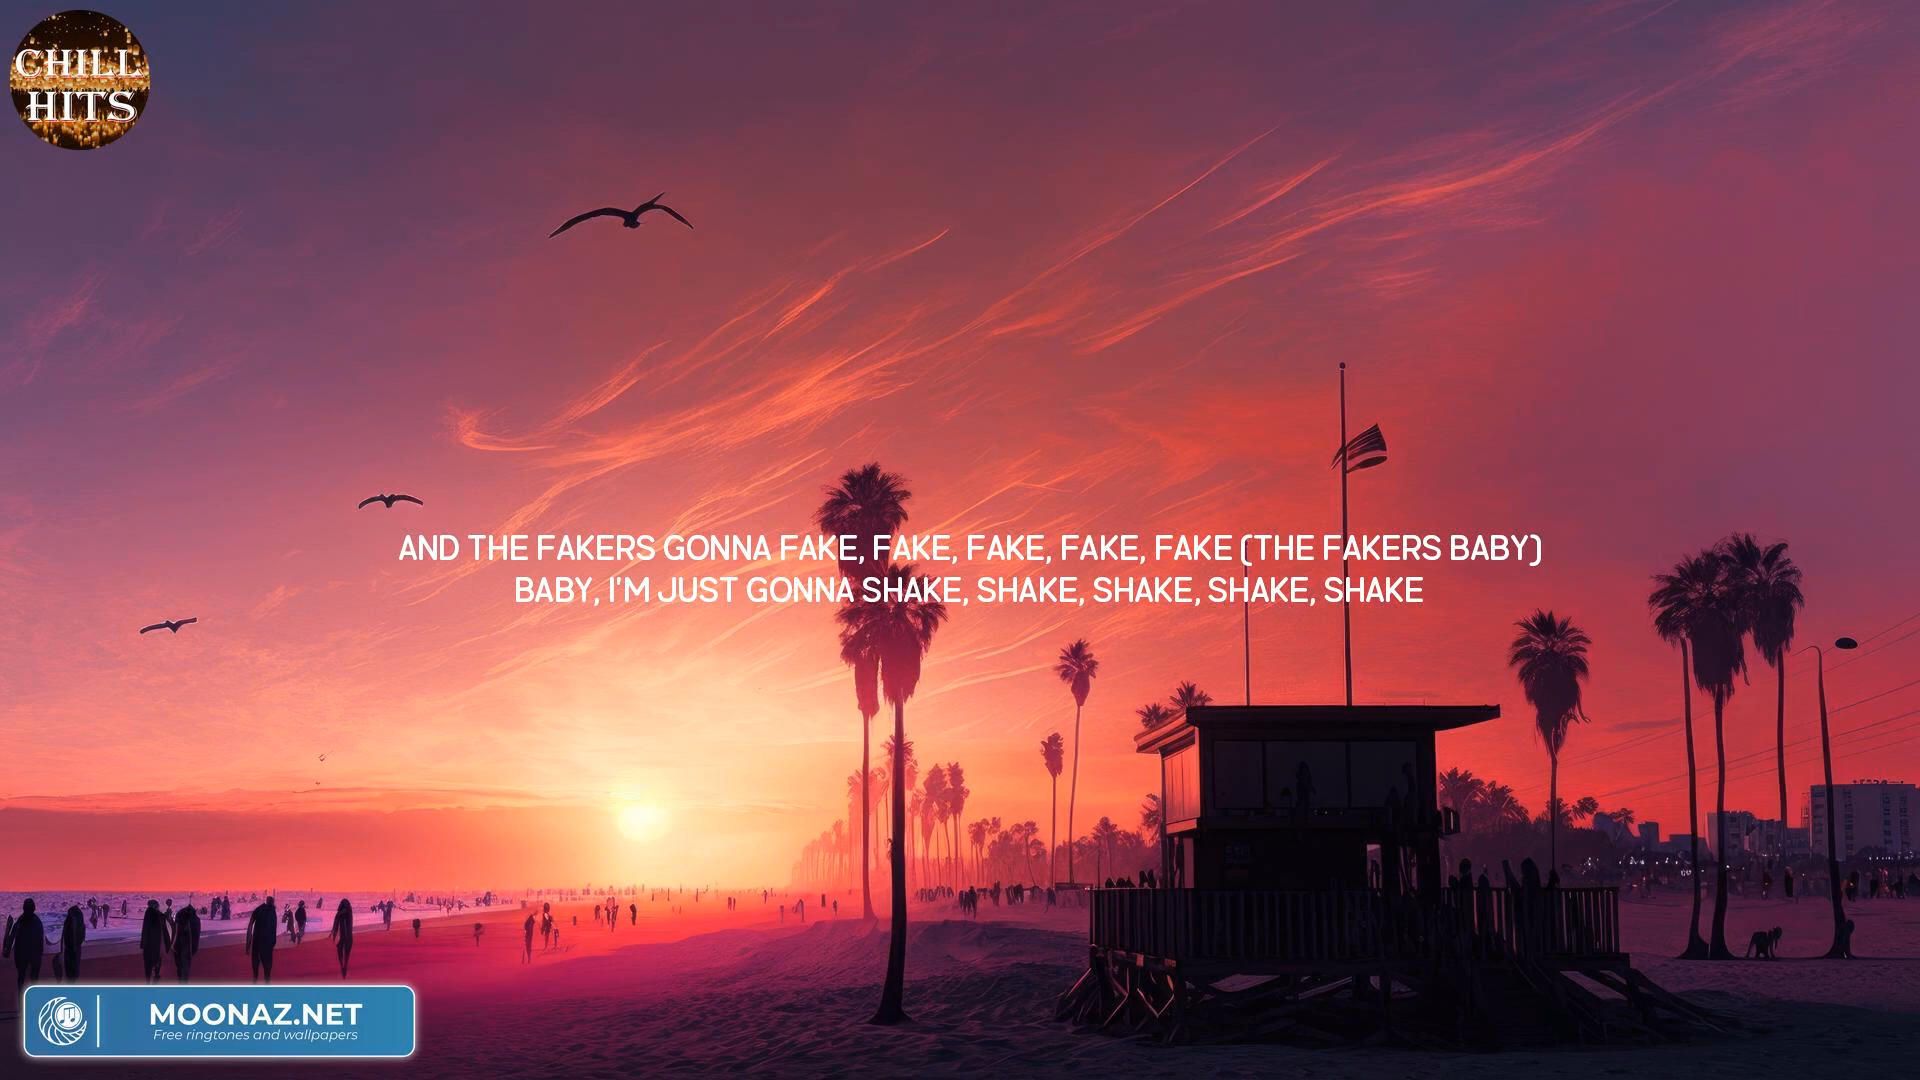 CHILL
HITS
AND THE FAKERS GONNA FAKE, FAKE, FAKE, FAKE, FAKE (THE FAKERS BABY)
BABY, I'M JUST GONNA SHAKE, SHAKE, SHAKE, SHAKE, SHAKE
MOONAZ.NET
Free ringtones and wallpapers